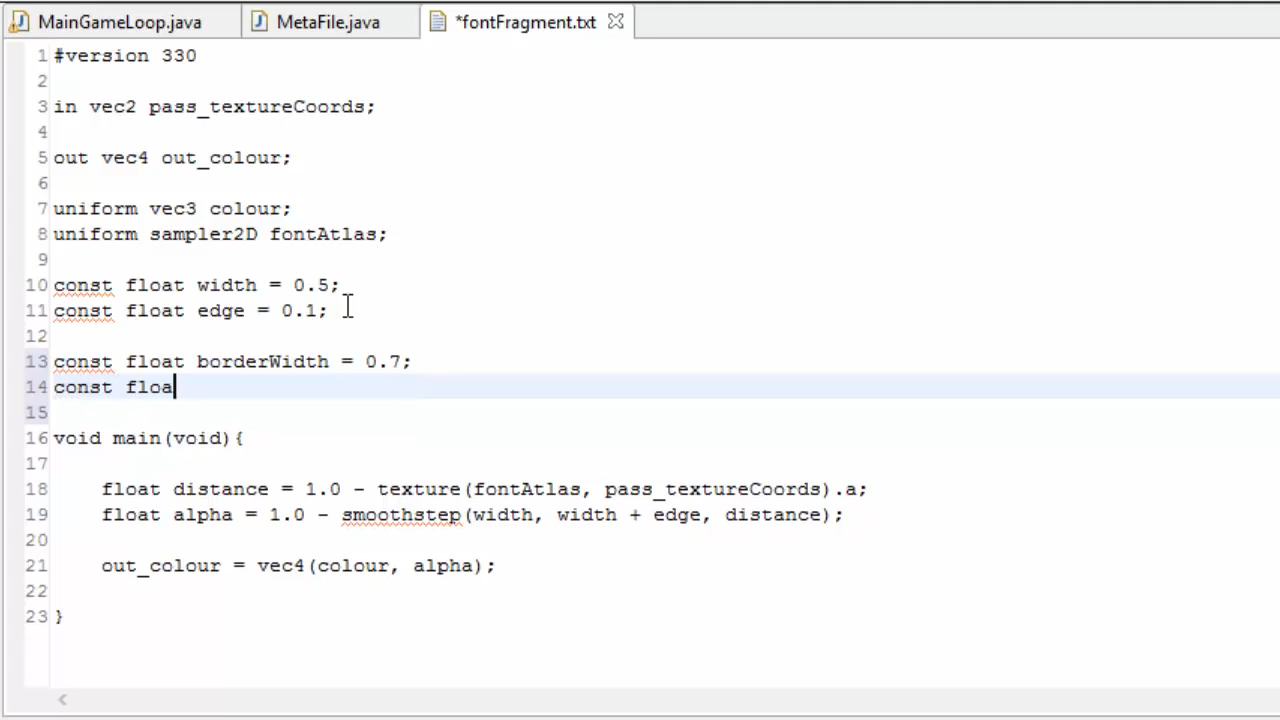 MainGameLoop.java MetaFile.java *fontFragment.txt
1 #version 330
2
3 in vec2 pass_textureCoords;
4
5 out vec4 out_colour;
6
7 uniform vec3 colour;
8 uniform sampler2D fontAtlas;
9
10 const float width = 0.5;
11 const float edge = 0.1;
12
13 const float borderWidth = 0.7;
14 const floa
15
16 void main(void){
17
18 float distance = 1.0 - texture(fontAtlas, pass_textureCoords).a;
19 float alpha = 1.0 - smoothstep(width, width + edge, distance);
20
21 out_colour = vec4(colour, alpha);
22
23 }